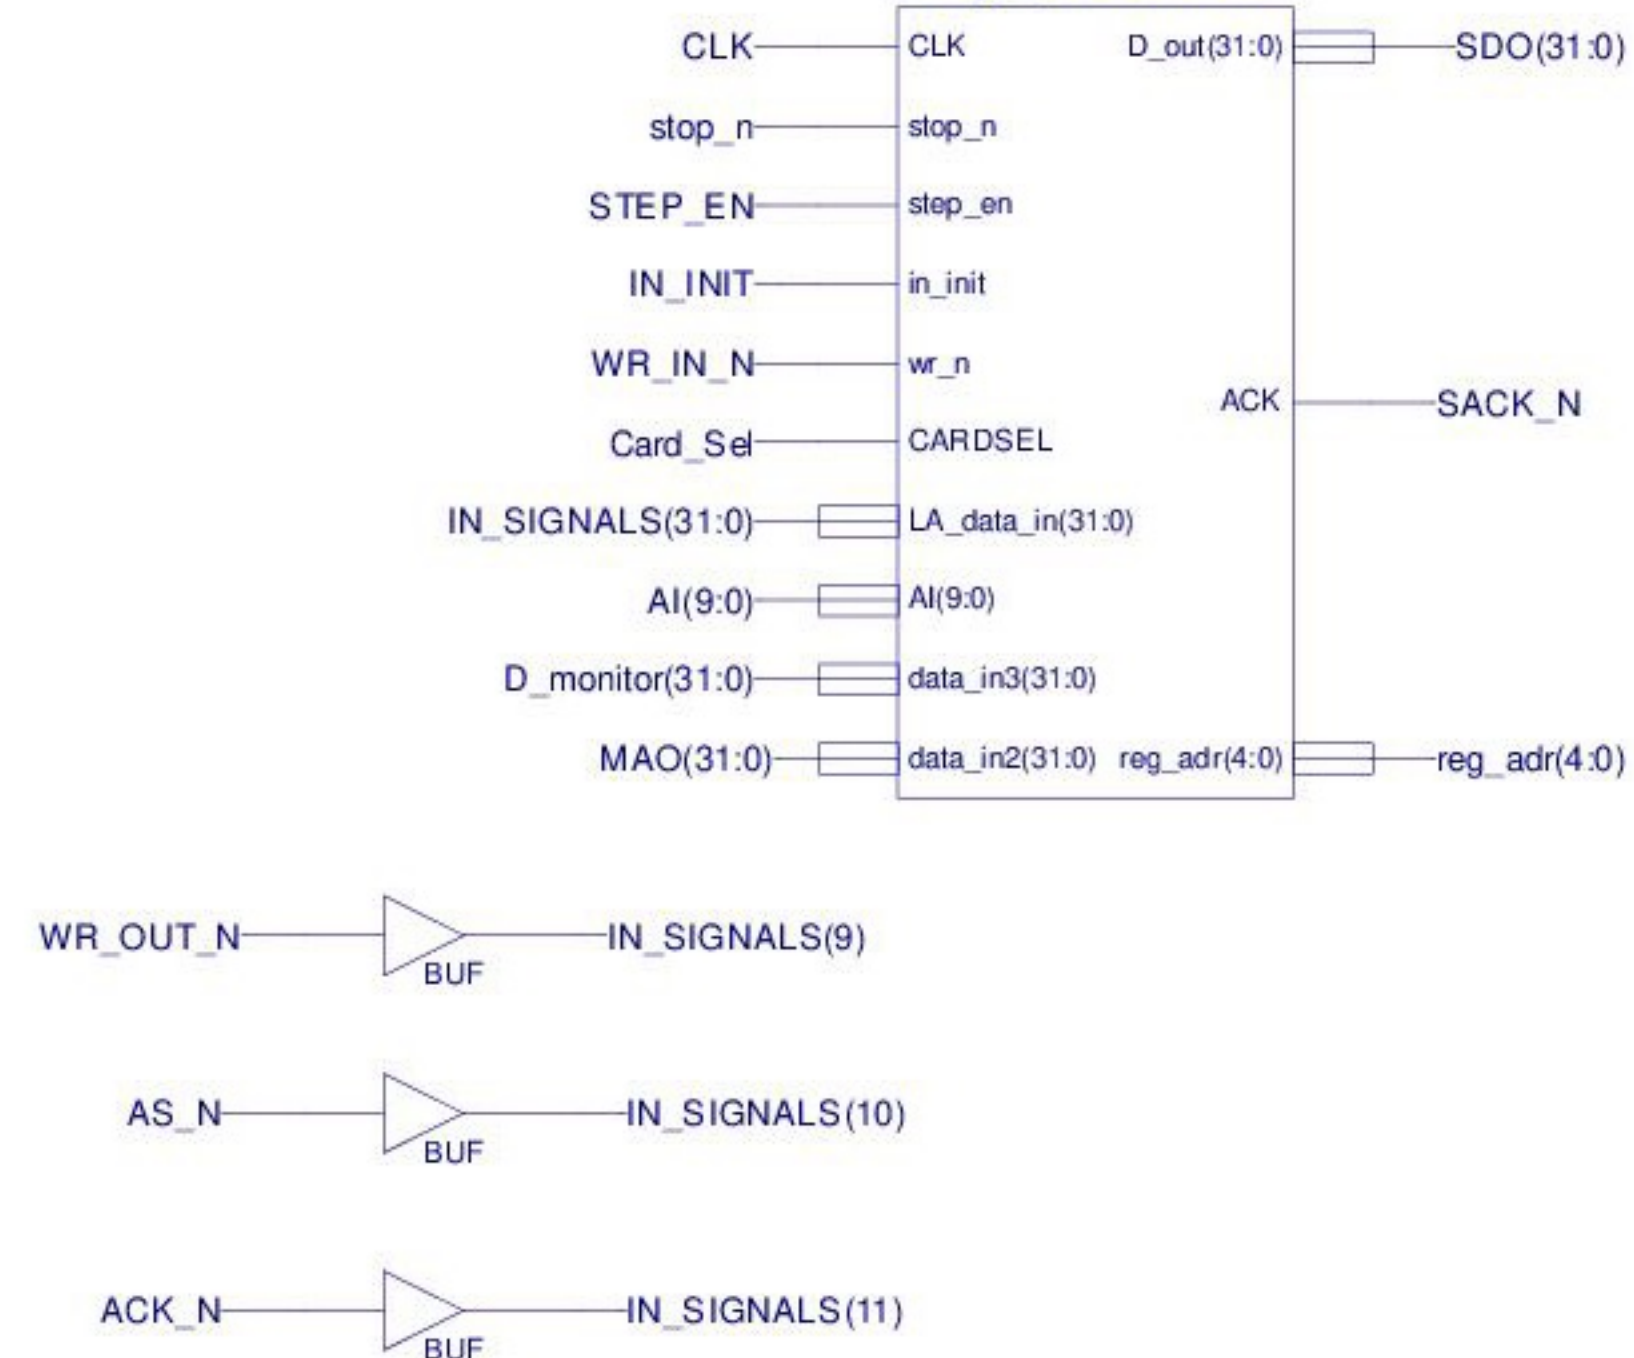 CLK CLK D_out(31:0) SDO(31:0)
stop_n stop_n
STEP_EN step_en
IN_INIT in_init
WR_IN_N wr_n
ACK SACK_N
Card_Sel CARDSEL
IN_SIGNALS(31:0) LA_data_in(31:0)
AI(9:0) AI(9:0)
D_monitor(31:0) data_in3(31:0)
MAO(31:0) data_in2(31:0) reg_adr(4:0) reg_adr(4:0)
WR_OUT_N IN_SIGNALS(9)
BUF
AS_N IN_SIGNALS(10)
BUF
ACK_N IN_SIGNALS(11)
BUF